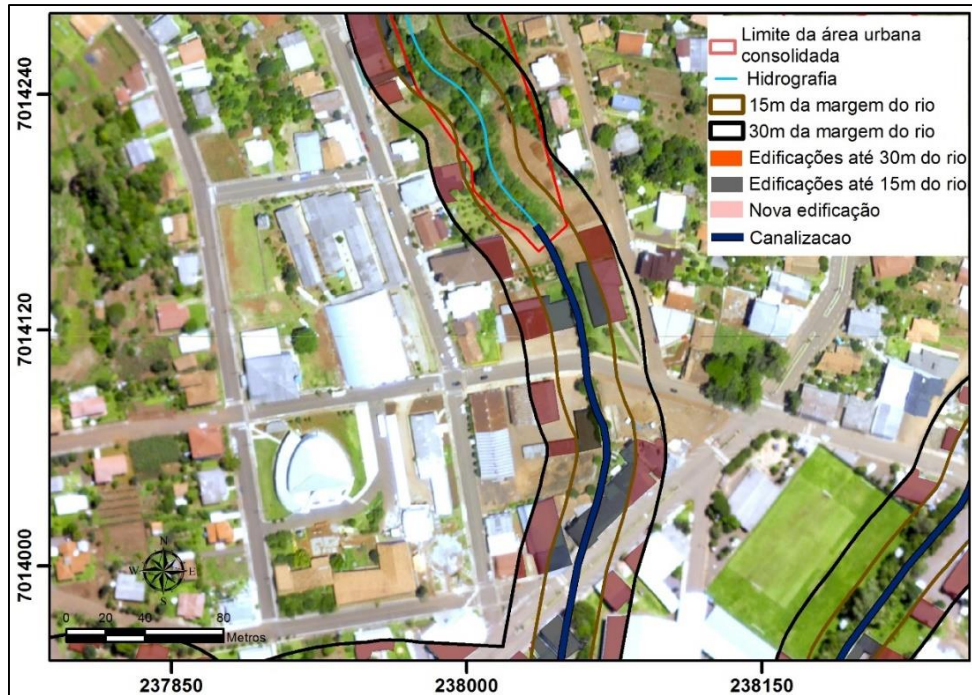 Limite da área urbana
consolidada
Hidrografia
15m da margem do rio
30m da margem do rio
Edificações até 30m do rio
Edificações até 15m do rio
Nova edificação
Canalizacao
7014240
7014120
7014000
N
W E
S
0 20 40 80
Metros
237850 238000 238150